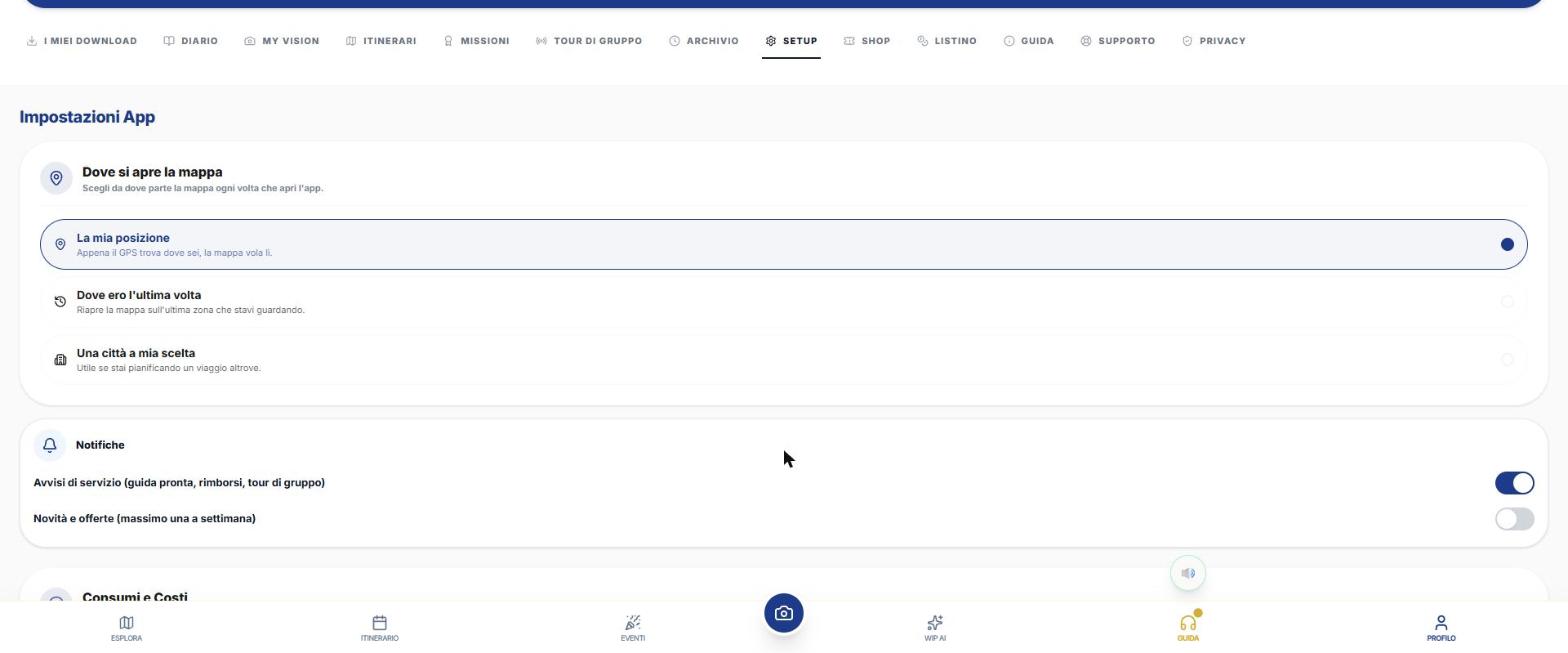 I MIEI DOWNLOAD DIARIO MY VISION ITINERARI MISSIONI TOUR DI GRUPPO ARCHIVIO SETUP SHOP LISTINO GUIDA SUPPORTO PRIVACY
Impostazioni App
Dove si apre la mappa
Scegli da dove parte la mappa ogni volta che apri l'app.
La mia posizione
Appena il GPS trova dove sei, la mappa vola lì.
Dove ero l'ultima volta
Riapre la mappa sull'ultima zona che stavi guardando.
Una città a mia scelta
Utile se stai pianificando un viaggio altrove.
Notifiche
Avvisi di servizio (guida pronta, rimborsi, tour di gruppo)
Novità e offerte (massimo una a settimana)
Consumi e Costi
ESPLORA ITINERARIO EVENTI WIP AI GUIDA PROFILO